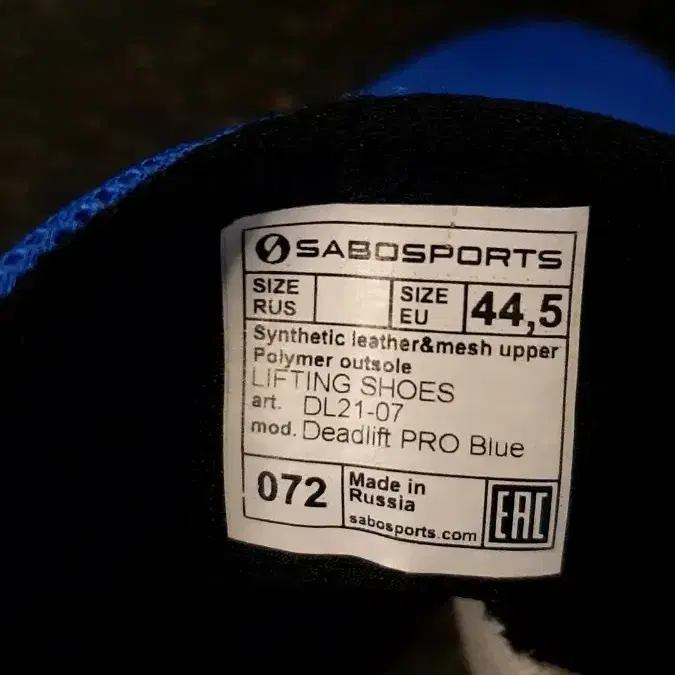 SABOSPORTS
SIZE RUS
SIZE EU
44,5
Synthetic leather&mesh upper
Polymer outsole
LIFTING SHOES
art. DL21-07
mod. Deadlift PRO Blue
072
Made in
Russia
sabosports.com
EAC